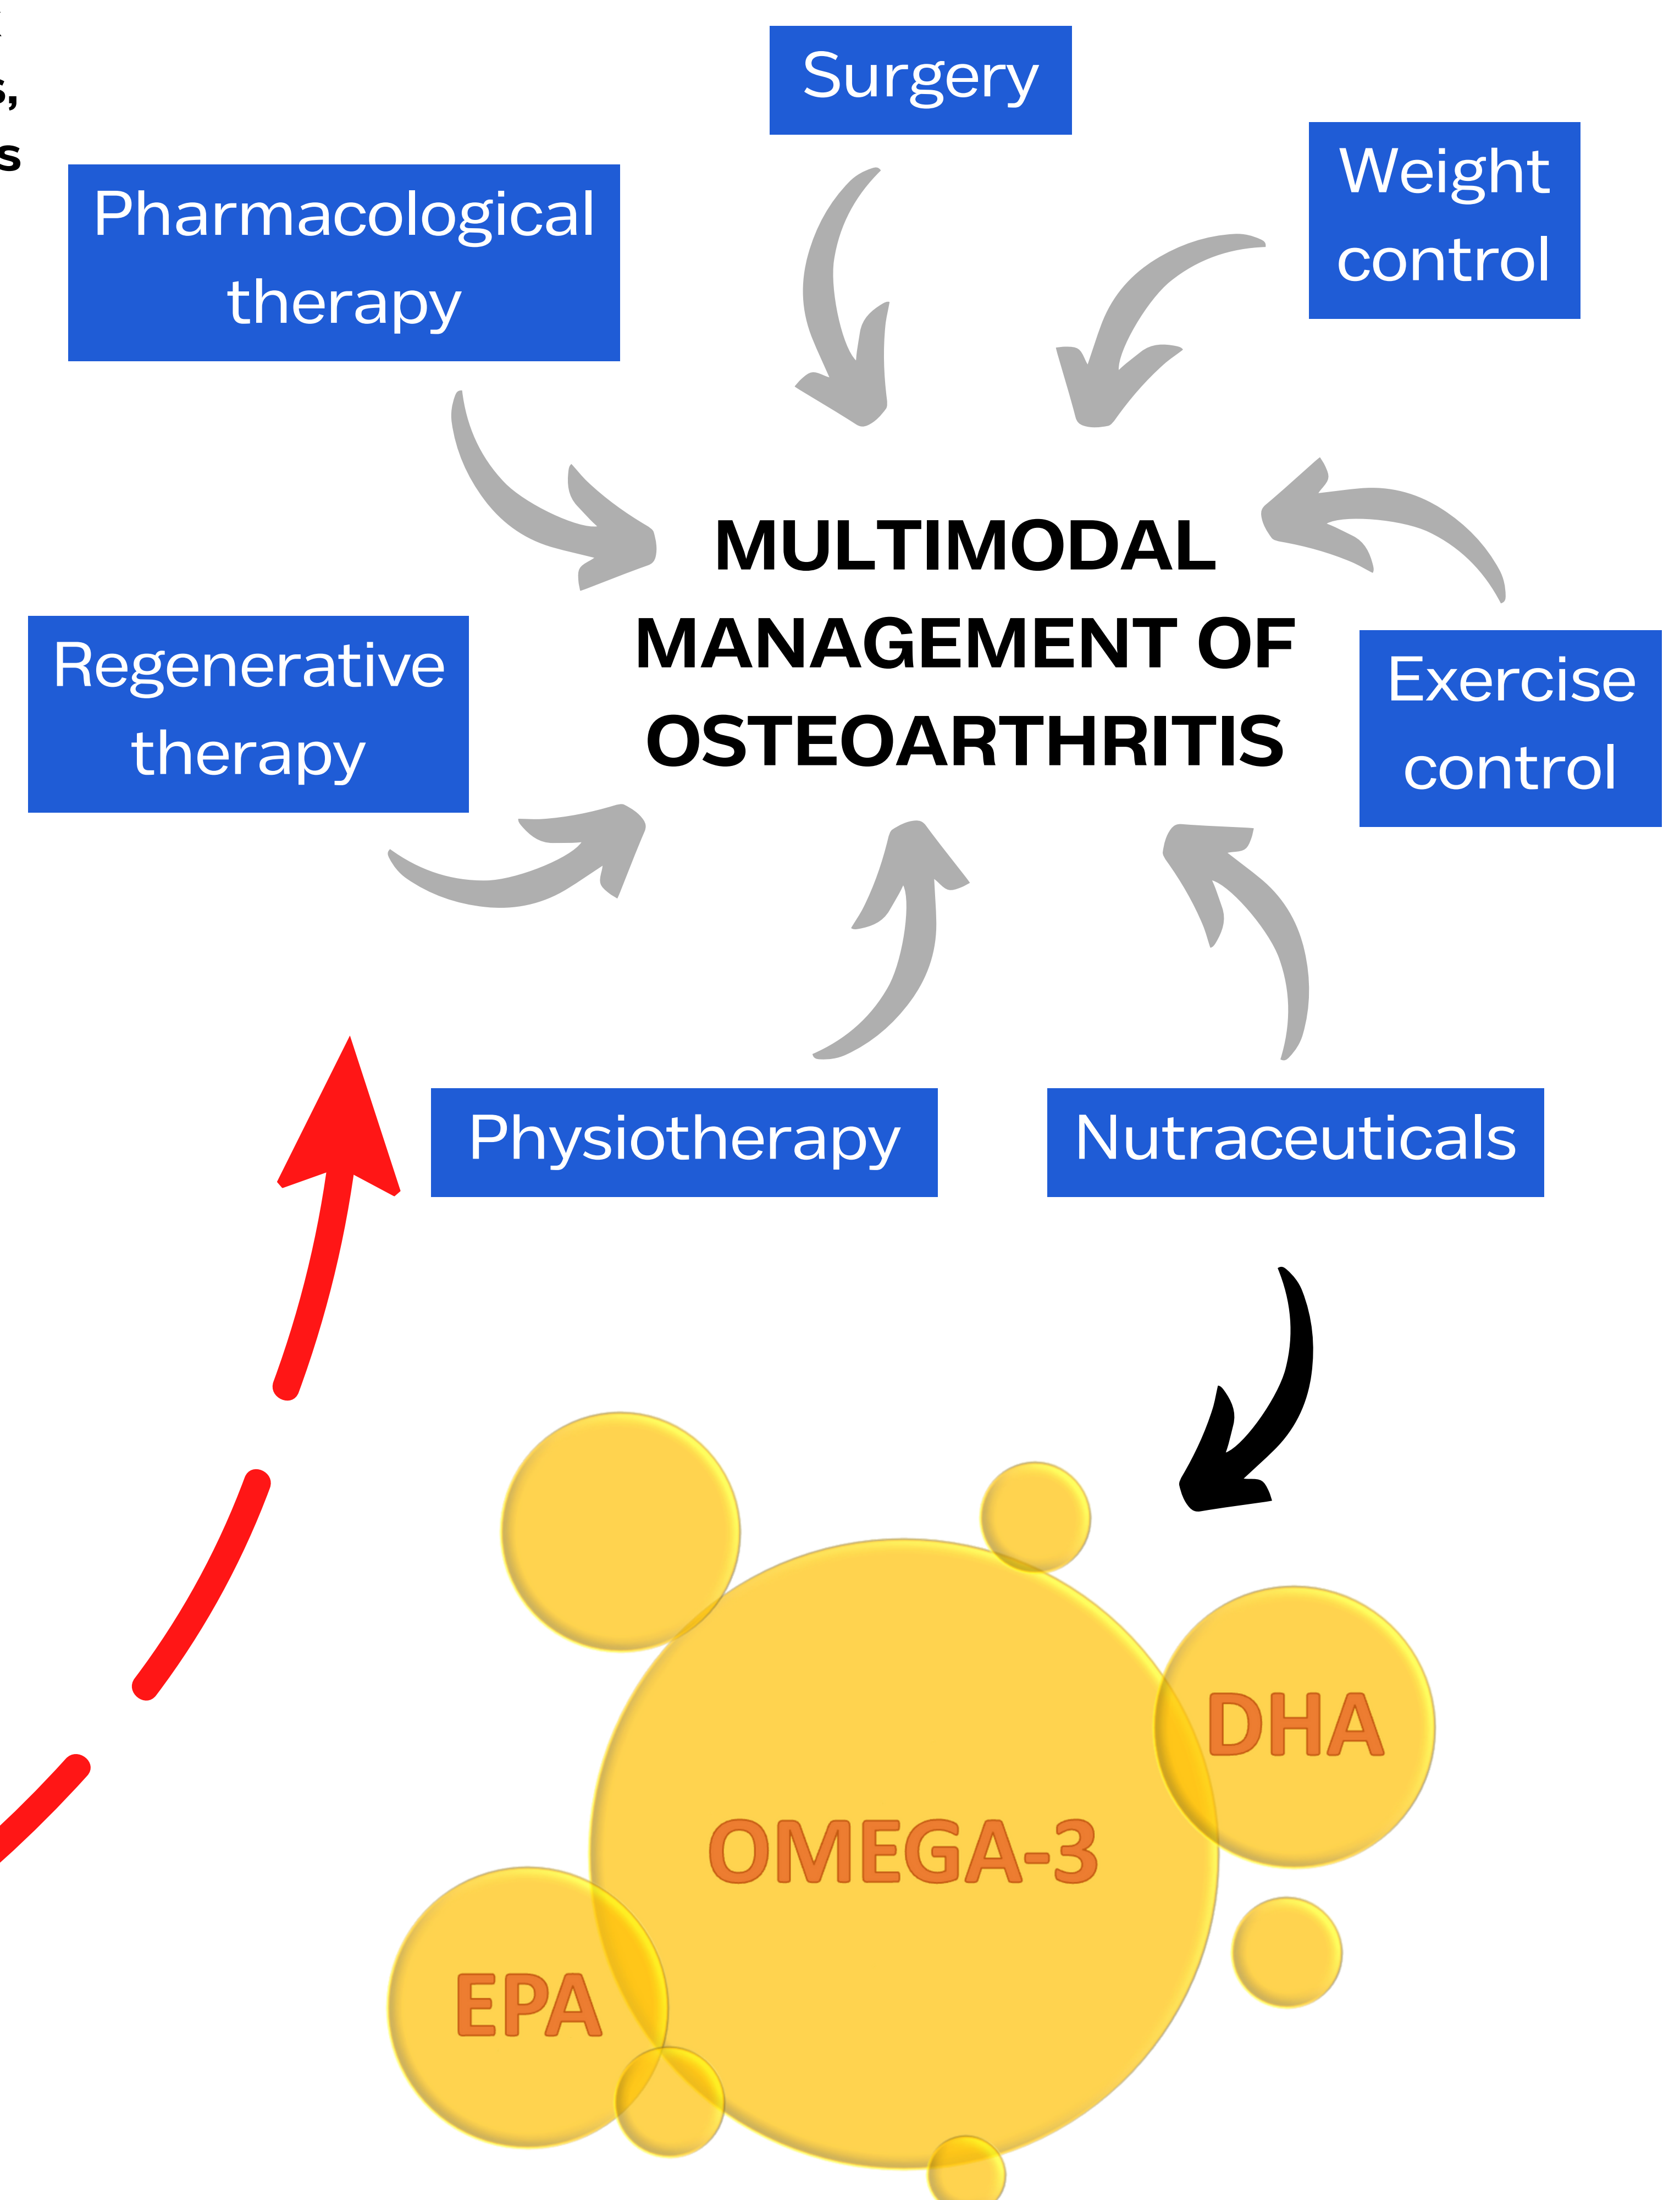 s,
s
Surgery
Weight
control
Pharmacological
therapy
MULTIMODAL
MANAGEMENT OF
OSTEOARTHRITIS
Regenerative
therapy
Exercise
control
Physiotherapy
Nutraceuticals
DHA
OMEGA-3
EPA